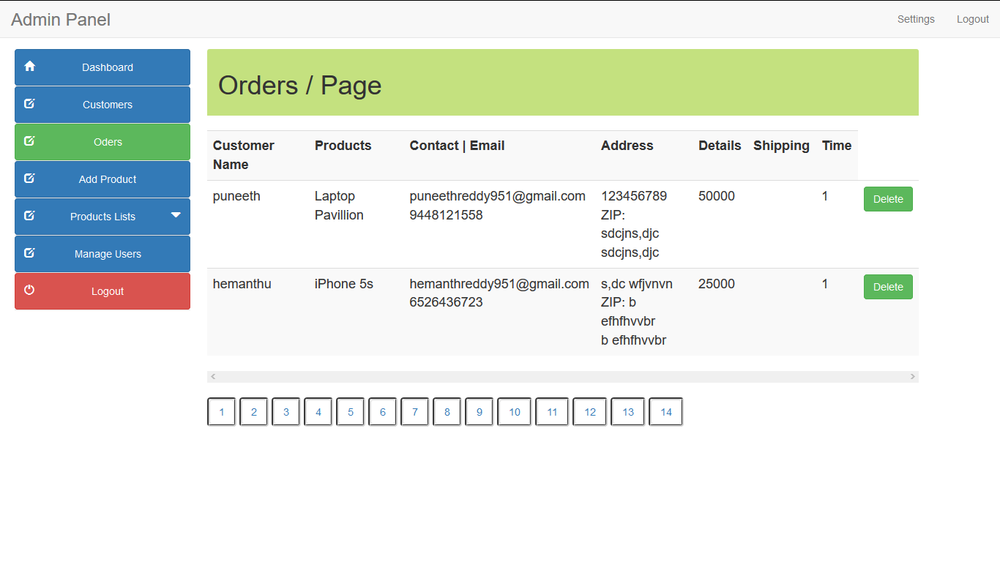 Admin Panel
Settings
Logout
Dashboard
Customers
Oders
Add Product
Products Lists
Manage Users
Logout
Orders / Page
Customer Name
Products
Contact | Email
Address
Details
Shipping
Time
puneeth
Laptop
Pavillion
puneethreddy951@gmail.com
9448121558
123456789
ZIP:
sdcjns,djc
sdcjns,djc
50000
1
Delete
hemanthu
iPhone 5s
hemanthreddy951@gmail.com
6526436723
s,dc wfjvnvn
ZIP: b
efhfhvvbr
b efhfhvvbr
25000
1
Delete
1 2 3 4 5 6 7 8 9 10 11 12 13 14